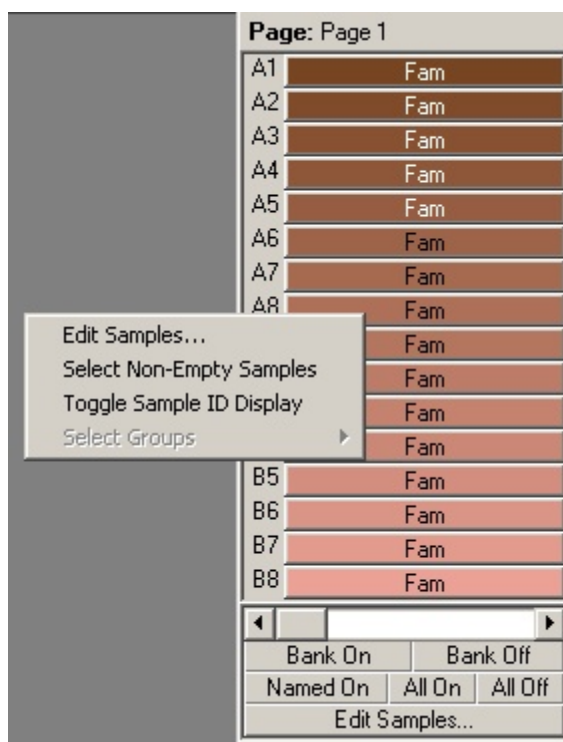 Page: Page 1
A1 Fam
A2 Fam
A3 Fam
A4 Fam
A5 Fam
A6 Fam
A7 Fam
A8 Fam
Edit Samples...
Select Non-Empty Samples
Toggle Sample ID Display
Select Groups
Fam
Fam
Fam
Fam
B5 Fam
B6 Fam
B7 Fam
B8 Fam
Bank On Bank Off
Named On All On All Off
Edit Samples...